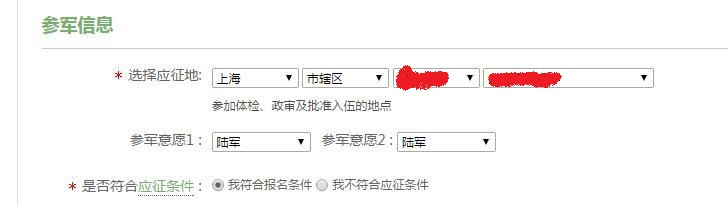 参军信息
* 选择应征地: 上海 市辖区
参加体检、政审及批准入伍的地点
参军意愿1: 陆军 参军意愿2: 陆军
* 是否符合应征条件: 我符合报名条件 我不符合应征条件